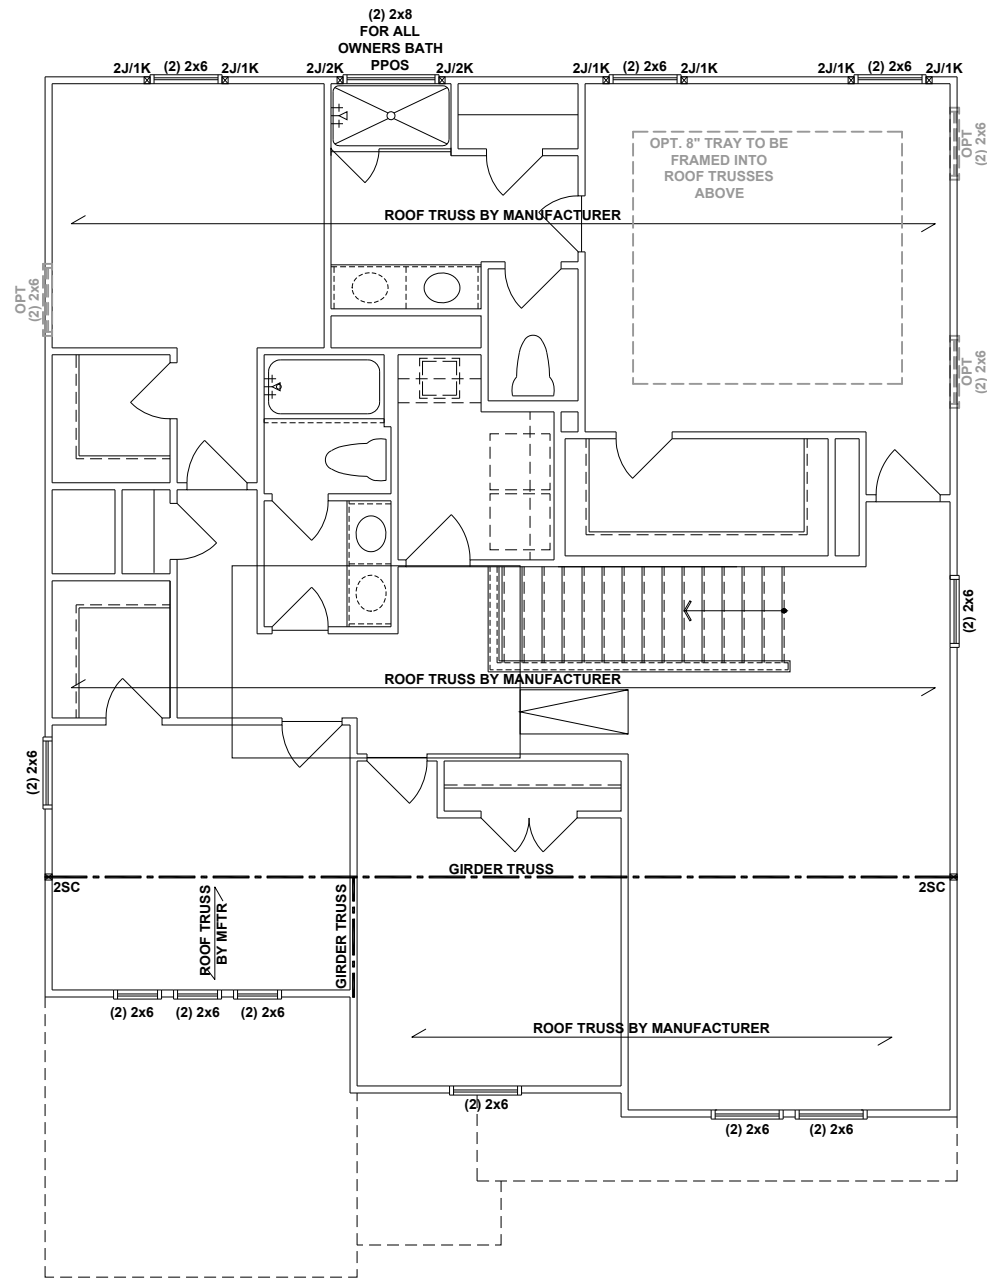 (2) 2x8
FOR ALL
OWNERS BATH
PPOS
2J/1K
(2) 2x6
2J/1K
2J/2K
2J/2K
2J/1K
(2) 2x6
2J/1K
2J/1K
(2) 2x6
2J/1K
OPT
(2) 2x6
OPT. 8" TRAY TO BE
FRAMED INTO
ROOF TRUSSES
ABOVE
ROOF TRUSS BY MANUFACTURER
OPT
(2) 2x6
OPT
(2) 2x6
(2) 2x6
ROOF TRUSS BY MANUFACTURER
(2) 2x6
GIRDER TRUSS
2SC
2SC
ROOF TRUSS
BY MFTR
GIRDER TRUSS
(2) 2x6
(2) 2x6
(2) 2x6
ROOF TRUSS BY MANUFACTURER
(2) 2x6
(2) 2x6
(2) 2x6